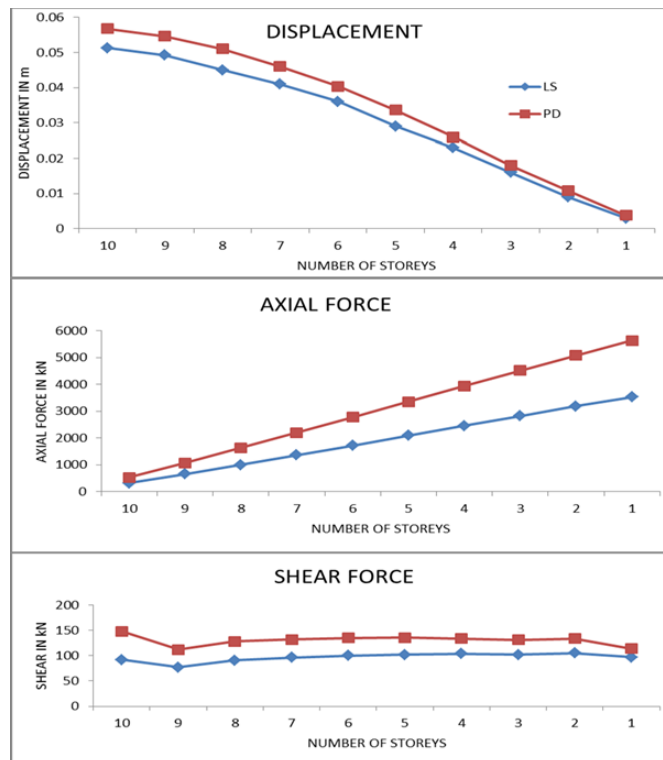 DISPLACEMENT
DISPLACEMENT IN m
0.06
0.05
0.04
0.03
0.02
0.01
0
LS
PD
10 9 8 7 6 5 4 3 2 1
NUMBER OF STOREYS
AXIAL FORCE
AXIAL FORCE IN kN
6000
5000
4000
3000
2000
1000
0
10 9 8 7 6 5 4 3 2 1
NUMBER OF STOREYS
SHEAR FORCE
SHEAR IN kN
200
150
100
50
0
10 9 8 7 6 5 4 3 2 1
NUMBER OF STOREYS